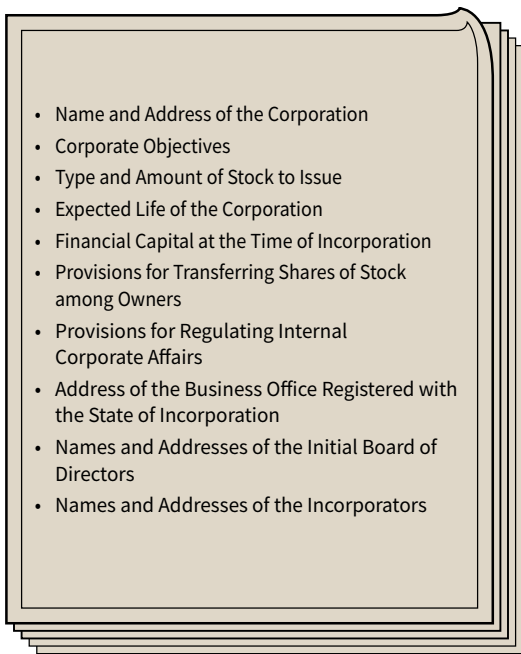 • Name and Address of the Corporation
• Corporate Objectives
• Type and Amount of Stock to Issue
• Expected Life of the Corporation
• Financial Capital at the Time of Incorporation
• Provisions for Transferring Shares of Stock
among Owners
• Provisions for Regulating Internal
Corporate Affairs
• Address of the Business Office Registered with
the State of Incorporation
• Names and Addresses of the Initial Board of
Directors
• Names and Addresses of the Incorporators